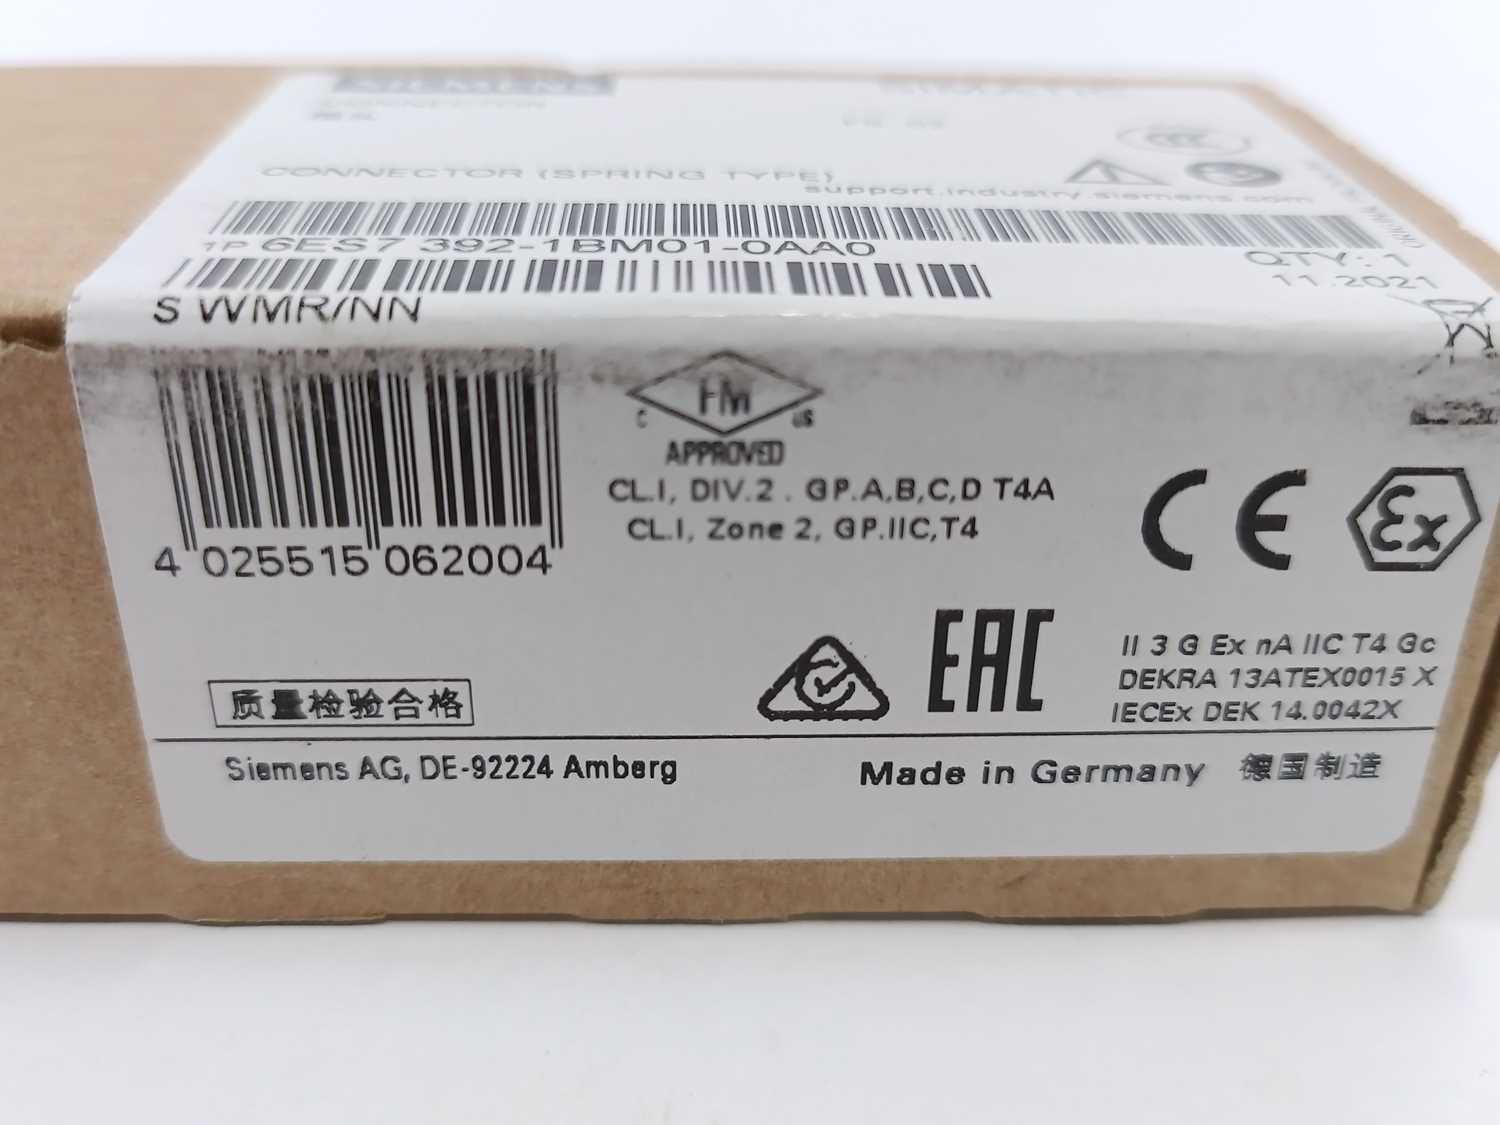 SIEMENS
CONNECTOR (SPRING TYPE)
support.industry.siemens.com
1P 6ES7 392-1BM01-0AA0
QTY: 1
11.2021
S WMR/NN
FM
C US
APPROVED
CL.I, DIV.2 . GP.A,B,C,D T4A
CL.I, Zone 2, GP.IIC,T4
4 025515 062004
CE
Ex
EAC
II 3 G Ex nA IIC T4 Gc
DEKRA 13ATEX0015 X
IECEx DEK 14.0042X
质量检验合格
Siemens AG, DE-92224 Amberg
Made in Germany 德国制造